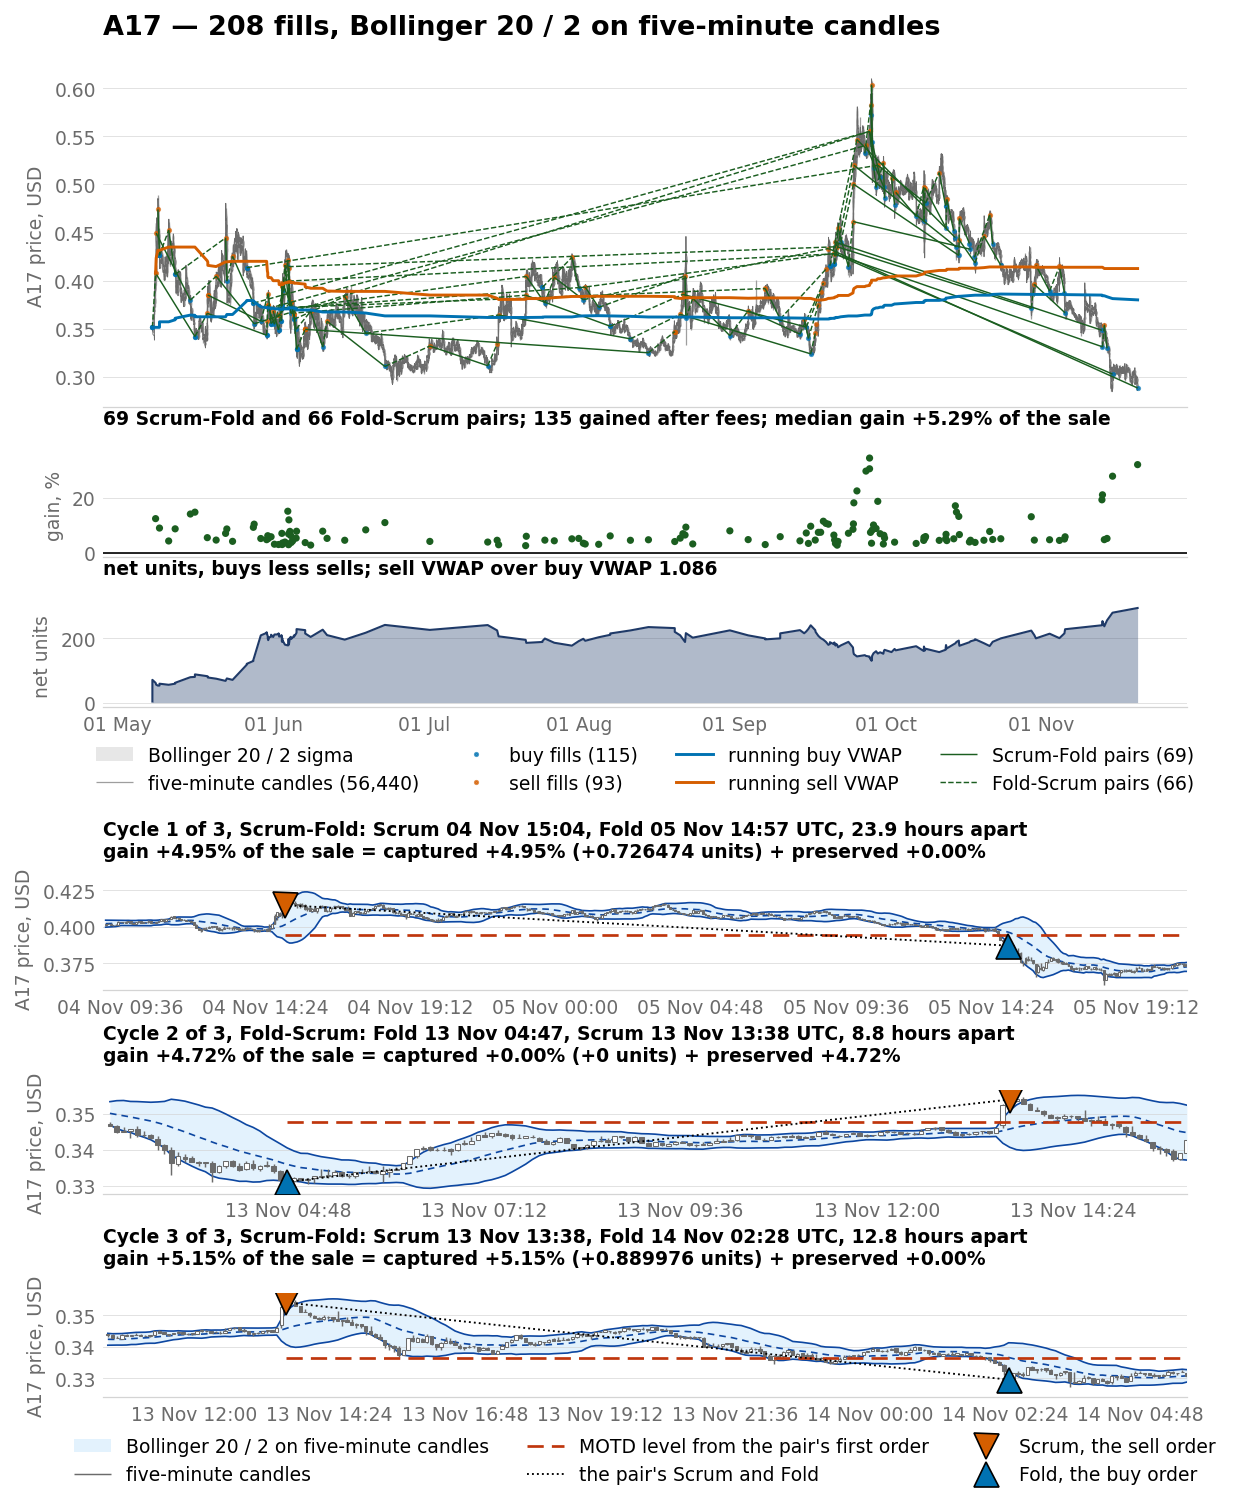 A17 — 208 fills, Bollinger 20 / 2 on five-minute candles
A17 price, USD
0.60
0.55
0.50
0.45
0.40
0.35
0.30
69 Scrum-Fold and 66 Fold-Scrum pairs; 135 gained after fees; median gain +5.29% of the sale
gain, %
20
0
net units, buys less sells; sell VWAP over buy VWAP 1.086
net units
200
0
01 May 01 Jun 01 Jul 01 Aug 01 Sep 01 Oct 01 Nov
Bollinger 20 / 2 sigma buy fills (115) running buy VWAP Scrum-Fold pairs (69)
five-minute candles (56,440) sell fills (93) running sell VWAP Fold-Scrum pairs (66)
Cycle 1 of 3, Scrum-Fold: Scrum 04 Nov 15:04, Fold 05 Nov 14:57 UTC, 23.9 hours apart
gain +4.95% of the sale = captured +4.95% (+0.726474 units) + preserved +0.00%
A17 price, USD
0.425
0.400
0.375
04 Nov 09:36 04 Nov 14:24 04 Nov 19:12 05 Nov 00:00 05 Nov 04:48 05 Nov 09:36 05 Nov 14:24 05 Nov 19:12
Cycle 2 of 3, Fold-Scrum: Fold 13 Nov 04:47, Scrum 13 Nov 13:38 UTC, 8.8 hours apart
gain +4.72% of the sale = captured +0.00% (+0 units) + preserved +4.72%
A17 price, USD
0.35
0.34
0.33
13 Nov 04:48 13 Nov 07:12 13 Nov 09:36 13 Nov 12:00 13 Nov 14:24
Cycle 3 of 3, Scrum-Fold: Scrum 13 Nov 13:38, Fold 14 Nov 02:28 UTC, 12.8 hours apart
gain +5.15% of the sale = captured +5.15% (+0.889976 units) + preserved +0.00%
A17 price, USD
0.35
0.34
0.33
13 Nov 12:00 13 Nov 14:24 13 Nov 16:48 13 Nov 19:12 13 Nov 21:36 14 Nov 00:00 14 Nov 02:24 14 Nov 04:48
Bollinger 20 / 2 on five-minute candles MOTD level from the pair's first order Scrum, the sell order
five-minute candles the pair's Scrum and Fold Fold, the buy order